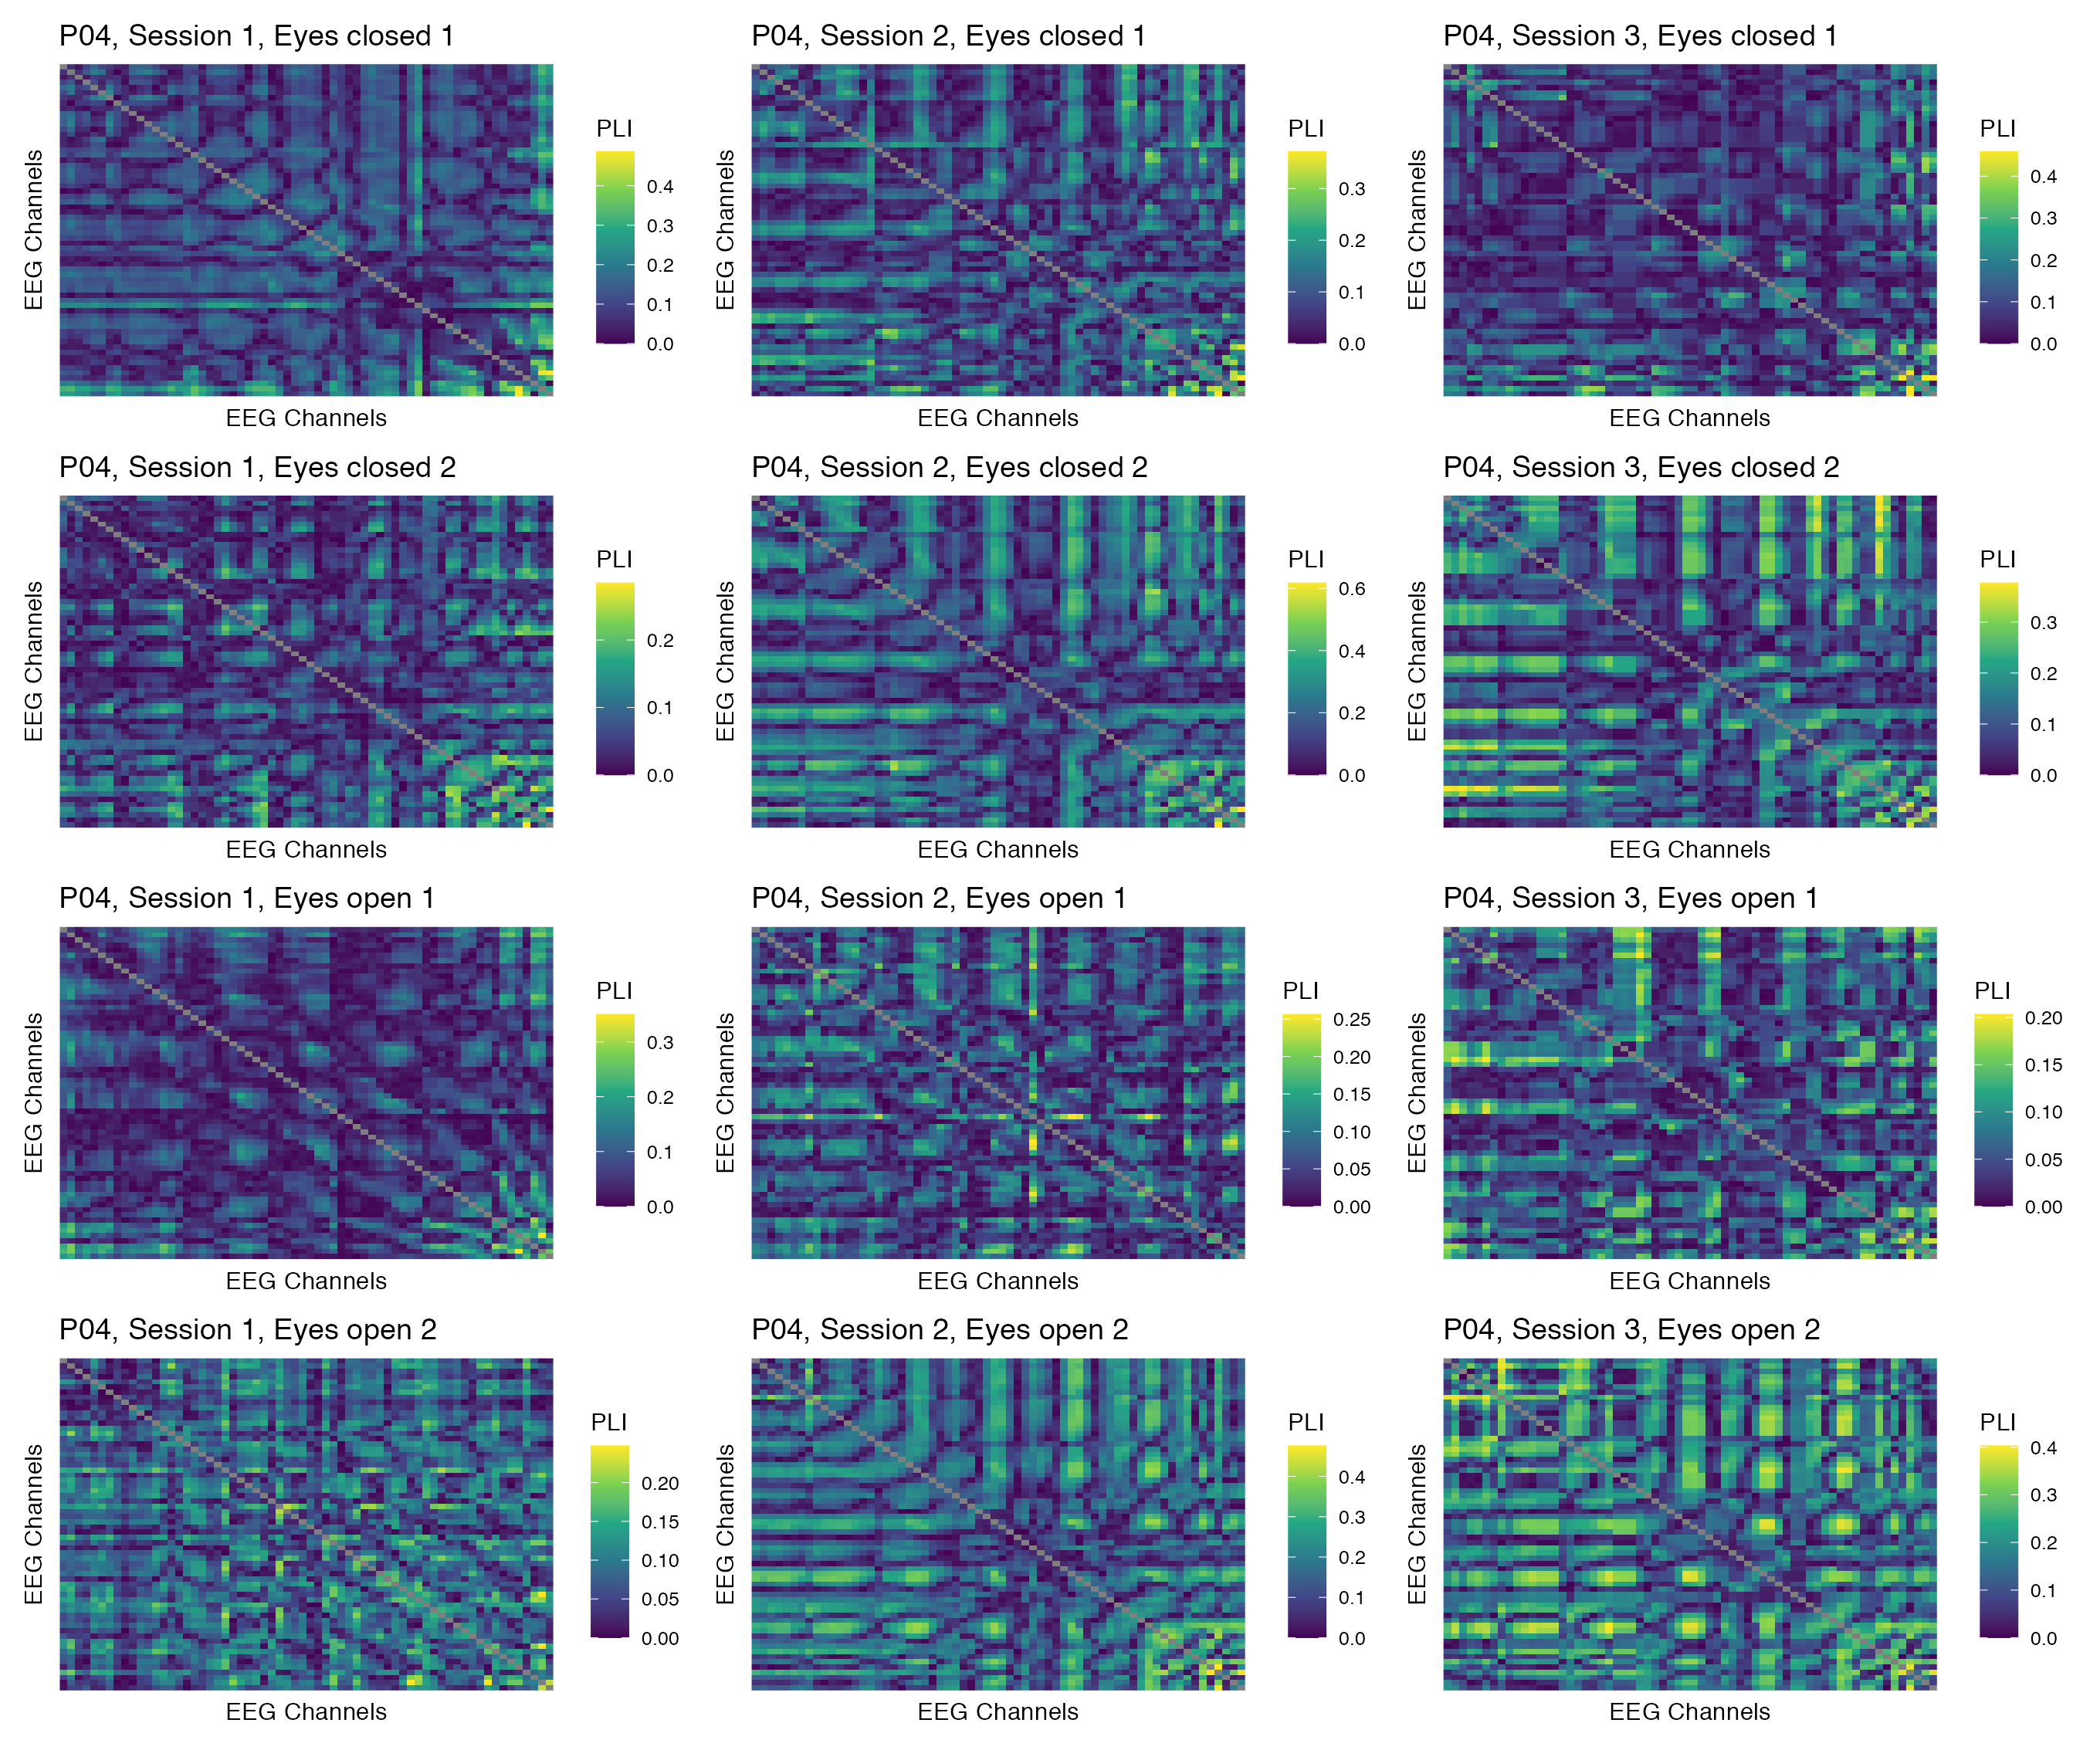 P04, Session 1, Eyes closed 1
EEG Channels
EEG Channels
PLI
0.4
0.3
0.2
0.1
0.0
P04, Session 2, Eyes closed 1
EEG Channels
EEG Channels
PLI
0.3
0.2
0.1
0.0
P04, Session 3, Eyes closed 1
EEG Channels
EEG Channels
PLI
0.4
0.3
0.2
0.1
0.0
P04, Session 1, Eyes closed 2
EEG Channels
EEG Channels
PLI
0.2
0.1
0.0
P04, Session 2, Eyes closed 2
EEG Channels
EEG Channels
PLI
0.6
0.4
0.2
0.0
P04, Session 3, Eyes closed 2
EEG Channels
EEG Channels
PLI
0.3
0.2
0.1
0.0
P04, Session 1, Eyes open 1
EEG Channels
EEG Channels
PLI
0.3
0.2
0.1
0.0
P04, Session 2, Eyes open 1
EEG Channels
EEG Channels
PLI
0.25
0.20
0.15
0.10
0.05
0.00
P04, Session 3, Eyes open 1
EEG Channels
EEG Channels
PLI
0.20
0.15
0.10
0.05
0.00
P04, Session 1, Eyes open 2
EEG Channels
EEG Channels
PLI
0.20
0.15
0.10
0.05
0.00
P04, Session 2, Eyes open 2
EEG Channels
EEG Channels
PLI
0.4
0.3
0.2
0.1
0.0
P04, Session 3, Eyes open 2
EEG Channels
EEG Channels
PLI
0.4
0.3
0.2
0.1
0.0